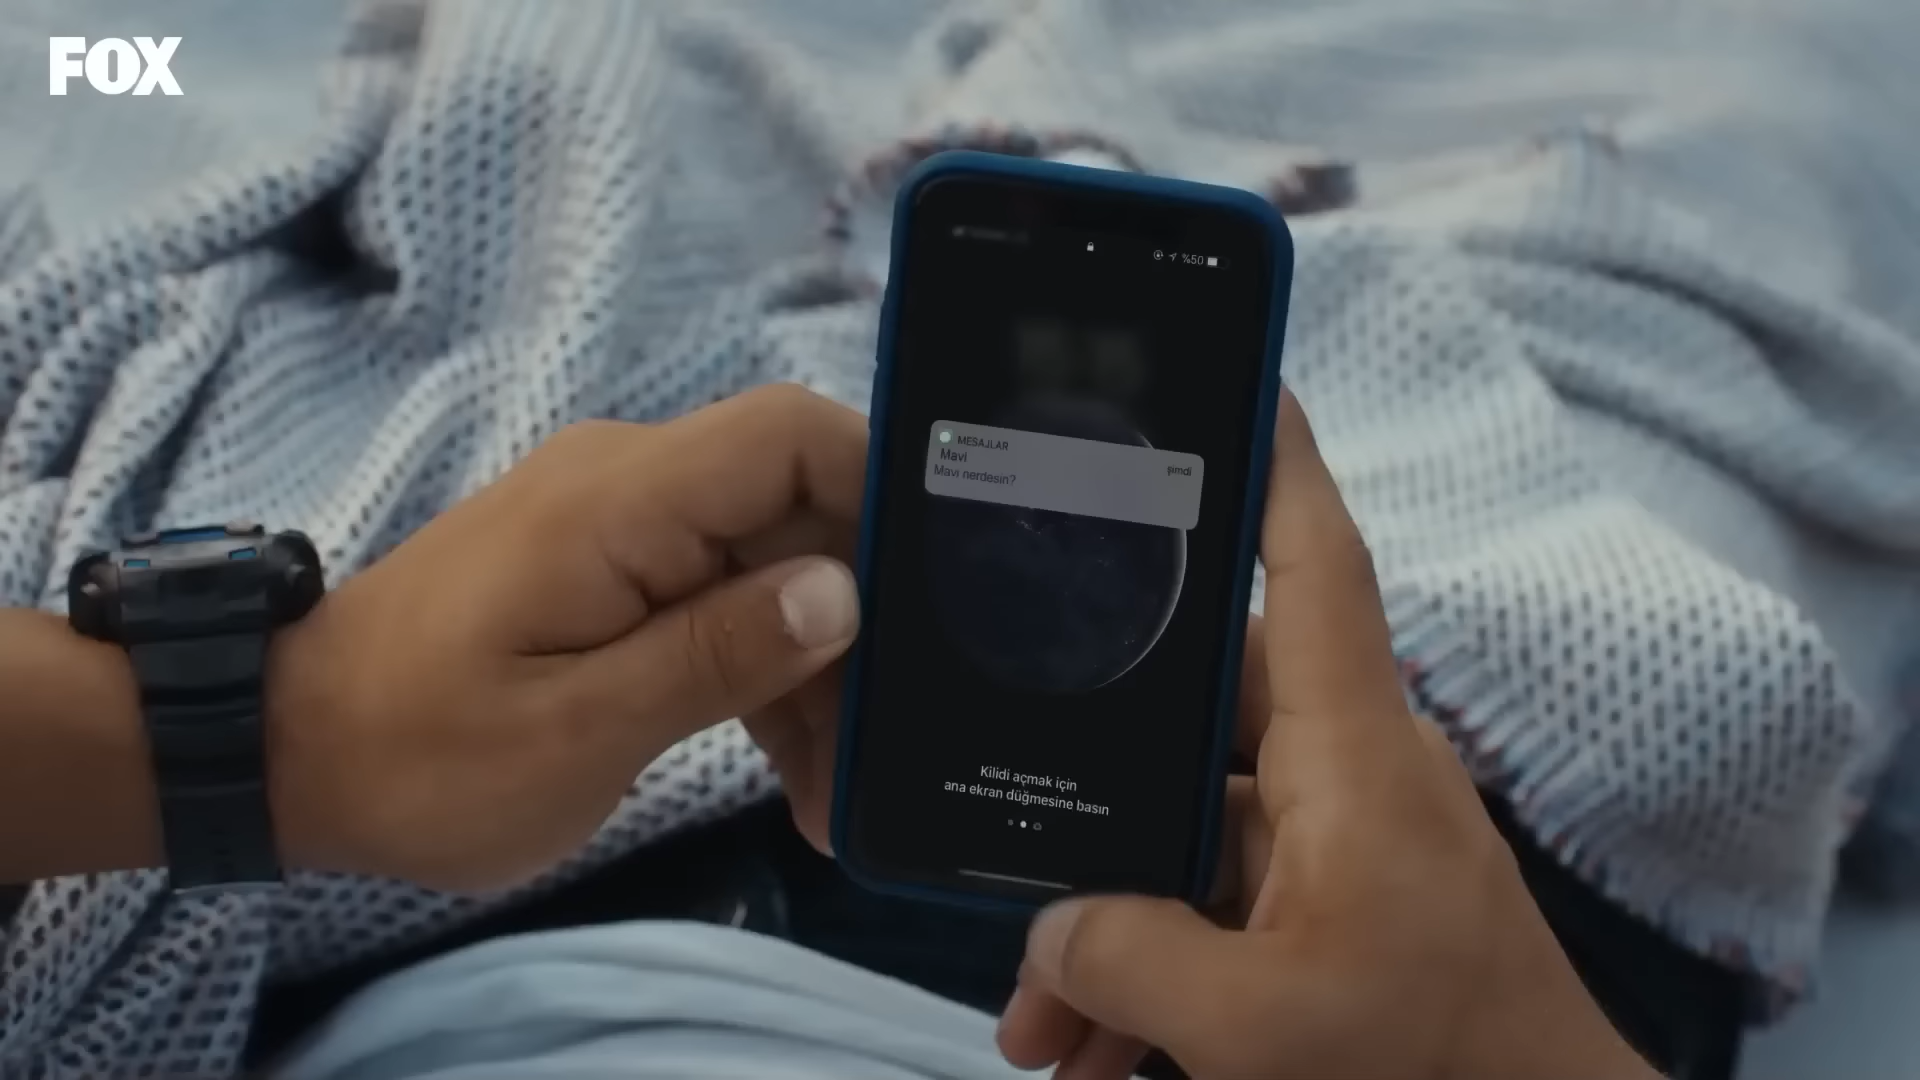 FOX
%50
MESAJLAR
şimdi
Mavi
Mavi nerdesin?
Kilidi açmak için
ana ekran düğmesine basın